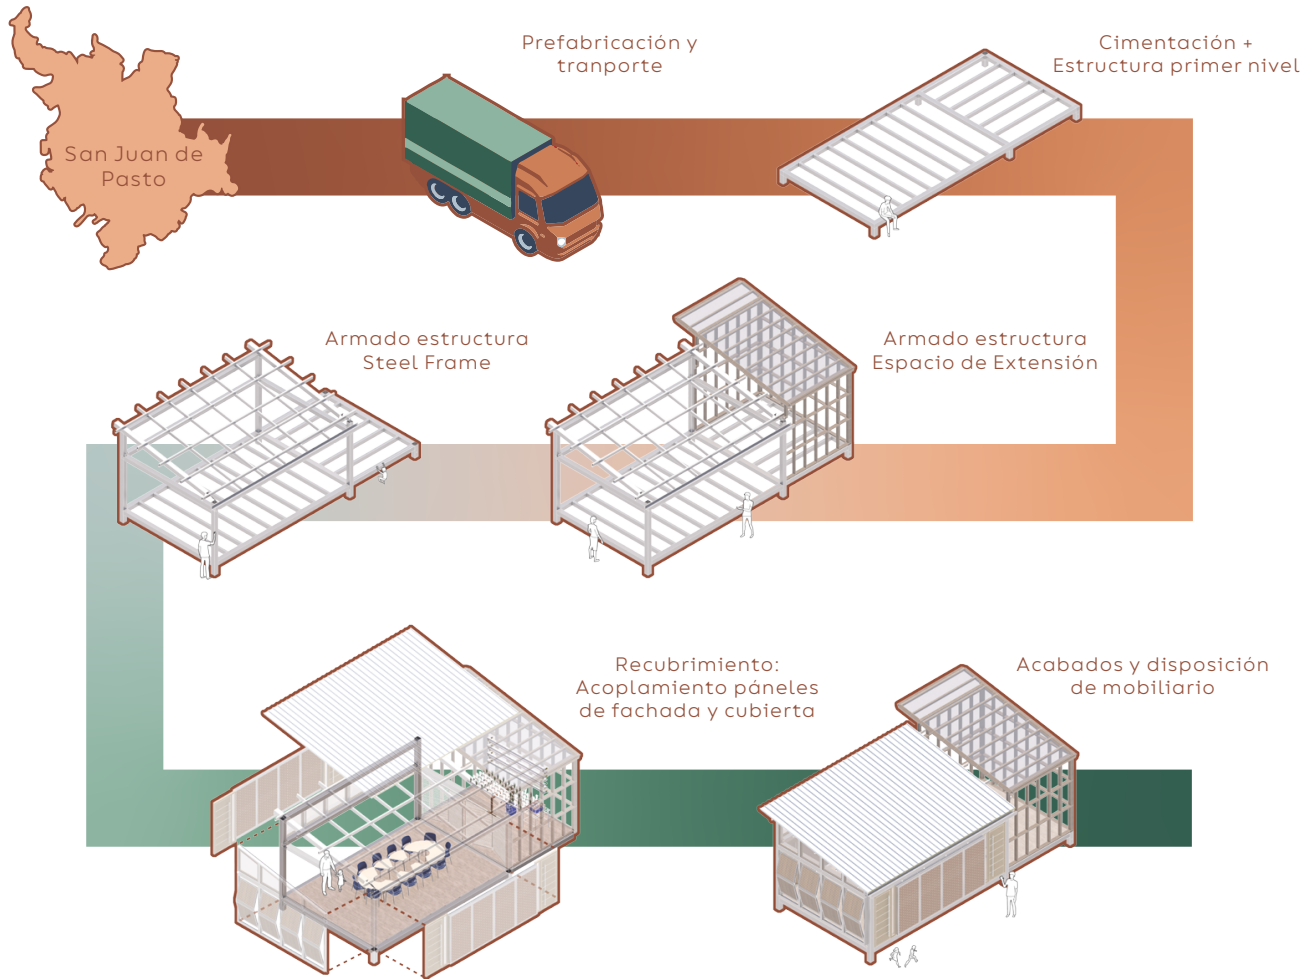 San Juan de
Pasto
Prefabricación y
tranporte
Cimentación +
Estructura primer nivel
Armado estructura
Espacio de Extensión
Armado estructura
Steel Frame
Recubrimiento:
Acoplamiento páneles
de fachada y cubierta
Acabados y disposición
de mobiliario